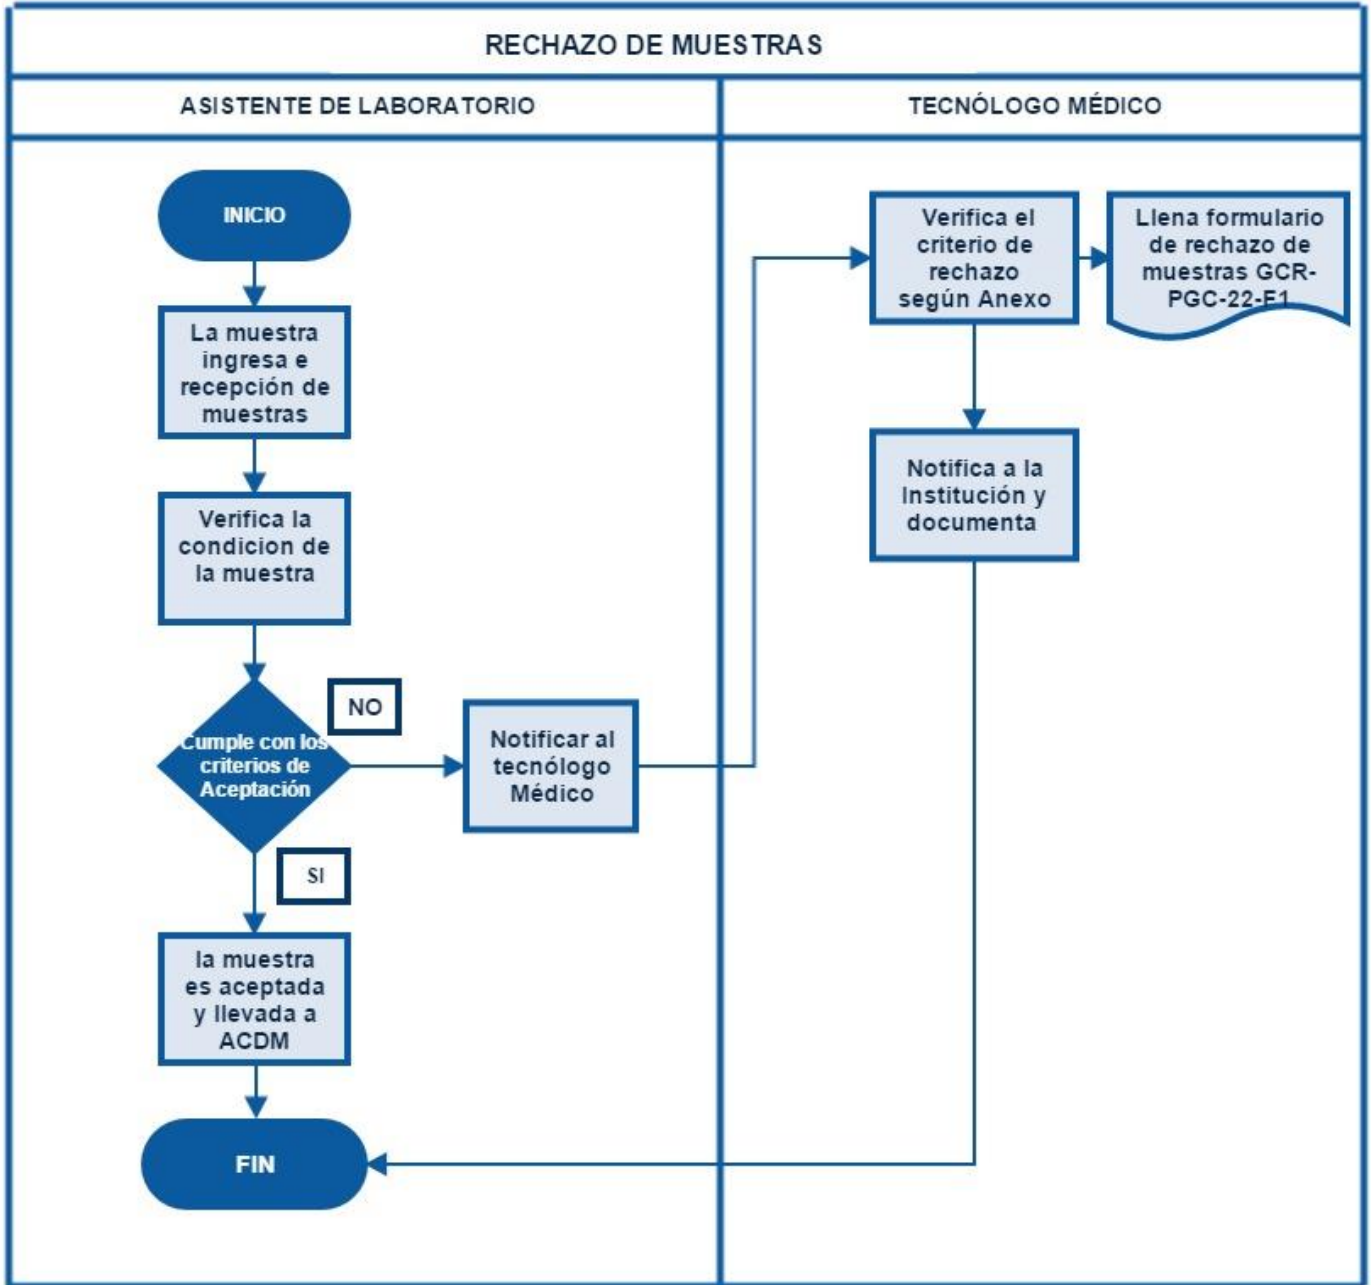 RECHAZO DE MUESTRAS
ASISTENTE DE LABORATORIO
TECNÓLOGO MÉDICO
INICIO
La muestra
ingresa e
recepción de
muestras
Verifica la
condicion de
la muestra
Cumple con los
criterios de
Aceptación
NO
Notificar al
tecnólogo
Médico
SI
la muestra
es aceptada
y llevada a
ACDM
FIN
Verifica el
criterio de
rechazo
según Anexo
Llena formulario
de rechazo de
muestras GCR-
PGC-22-F1
Notifica a la
Institución y
documenta